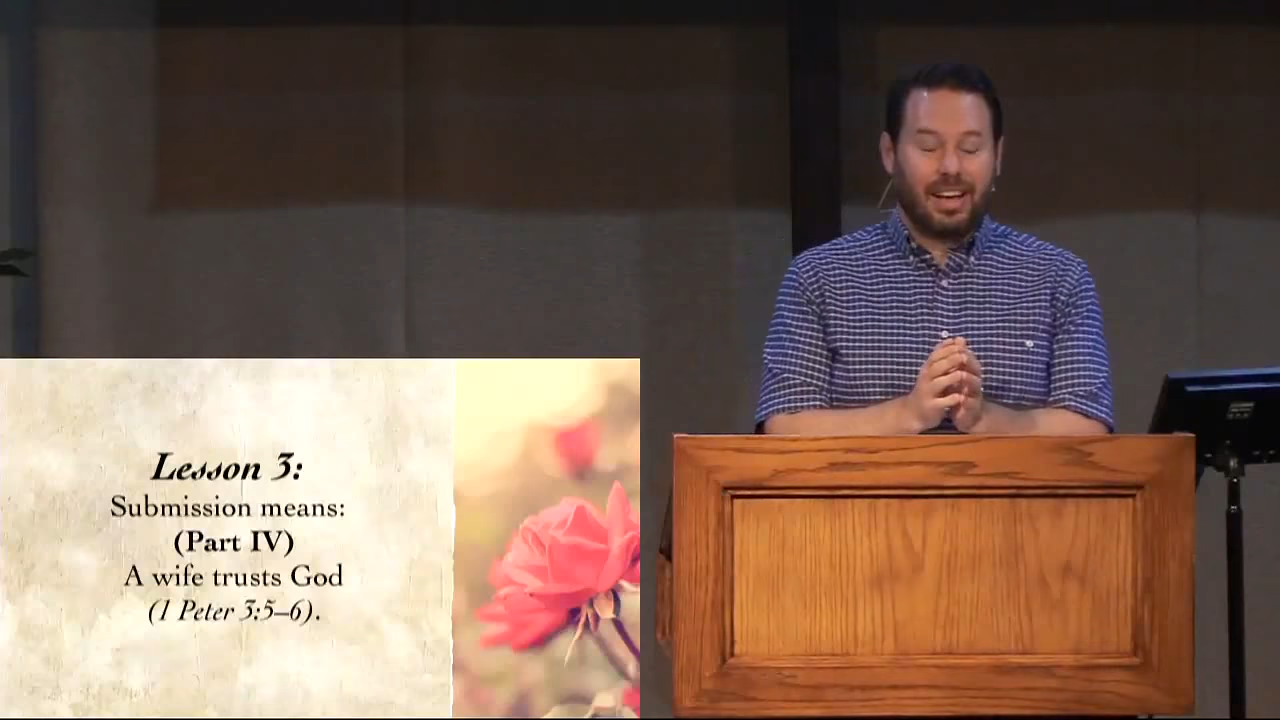 Lesson 3:
Submission means:
(Part IV)
A wife trusts God
(1 Peter 3:5–6).